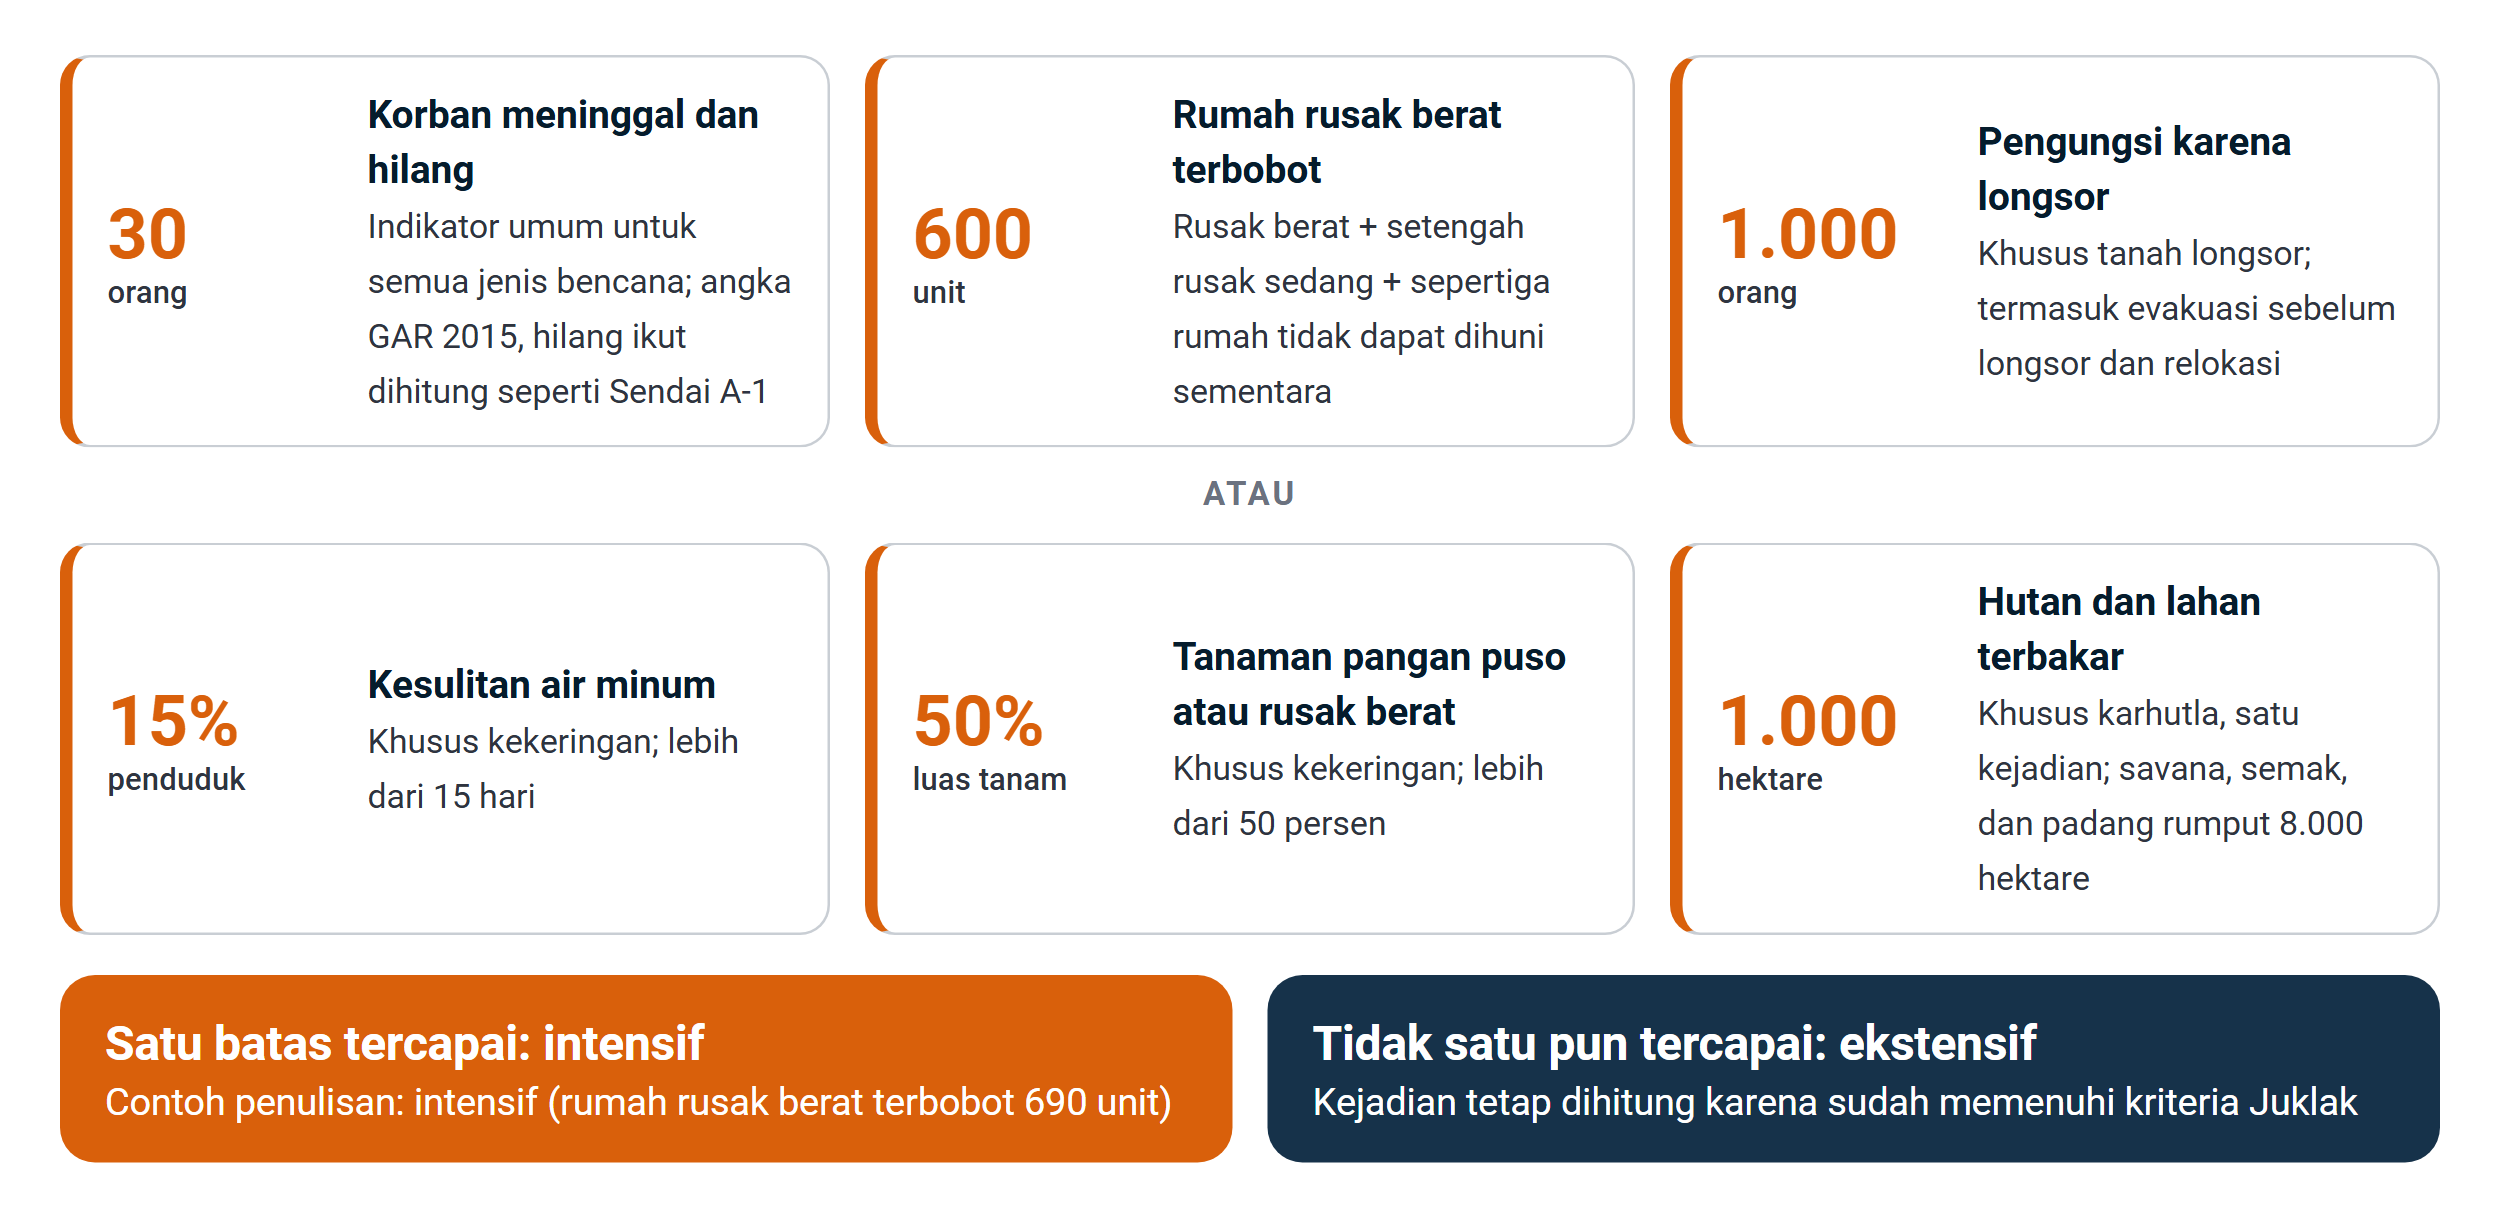 30
orang
Korban meninggal dan
hilang
Indikator umum untuk
semua jenis bencana; angka
GAR 2015, hilang ikut
dihitung seperti Sendai A-1
600
unit
Rumah rusak berat
terbobot
Rusak berat + setengah
rusak sedang + sepertiga
rumah tidak dapat dihuni
sementara
1.000
orang
Pengungsi karena
longsor
Khusus tanah longsor;
termasuk evakuasi sebelum
longsor dan relokasi
ATAU
15%
penduduk
Kesulitan air minum
Khusus kekeringan; lebih
dari 15 hari
50%
luas tanam
Tanaman pangan puso
atau rusak berat
Khusus kekeringan; lebih
dari 50 persen
1.000
hektare
Hutan dan lahan
terbakar
Khusus karhutla, satu
kejadian; savana, semak,
dan padang rumput 8.000
hektare
Satu batas tercapai: intensif
Contoh penulisan: intensif (rumah rusak berat terbobot 690 unit)
Tidak satu pun tercapai: ekstensif
Kejadian tetap dihitung karena sudah memenuhi kriteria Juklak